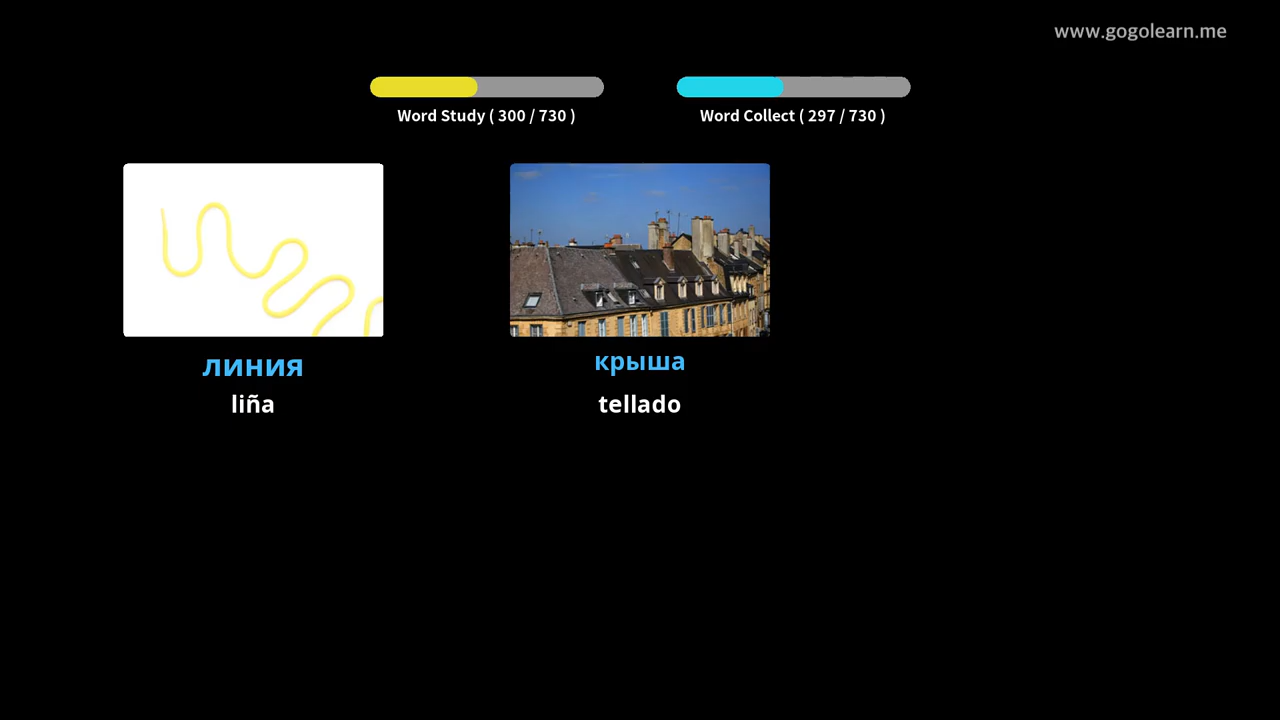 www.gogolearn.me
Word Study ( 300 / 730 )
Word Collect ( 297 / 730 )
линия
liña
крыша
tellado